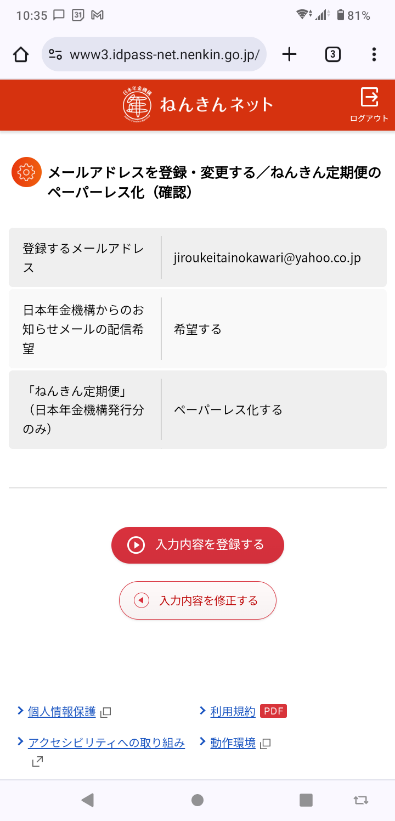 10:35 31 81%
www3.idpass-net.nenkin.go.jp/ 3
日本年金機構 年 ねんきんネット
ログアウト
メールアドレスを登録・変更する／ねんきん定期便の
ペーパーレス化（確認）
登録するメールアドレ
ス
jiroukeitainokawari@yahoo.co.jp
日本年金機構からのお
知らせメールの配信希
望
希望する
「ねんきん定期便」
（日本年金機構発行分
のみ）
ペーパーレス化する
入力内容を登録する
入力内容を修正する
個人情報保護
利用規約 PDF
アクセシビリティへの取り組み
動作環境